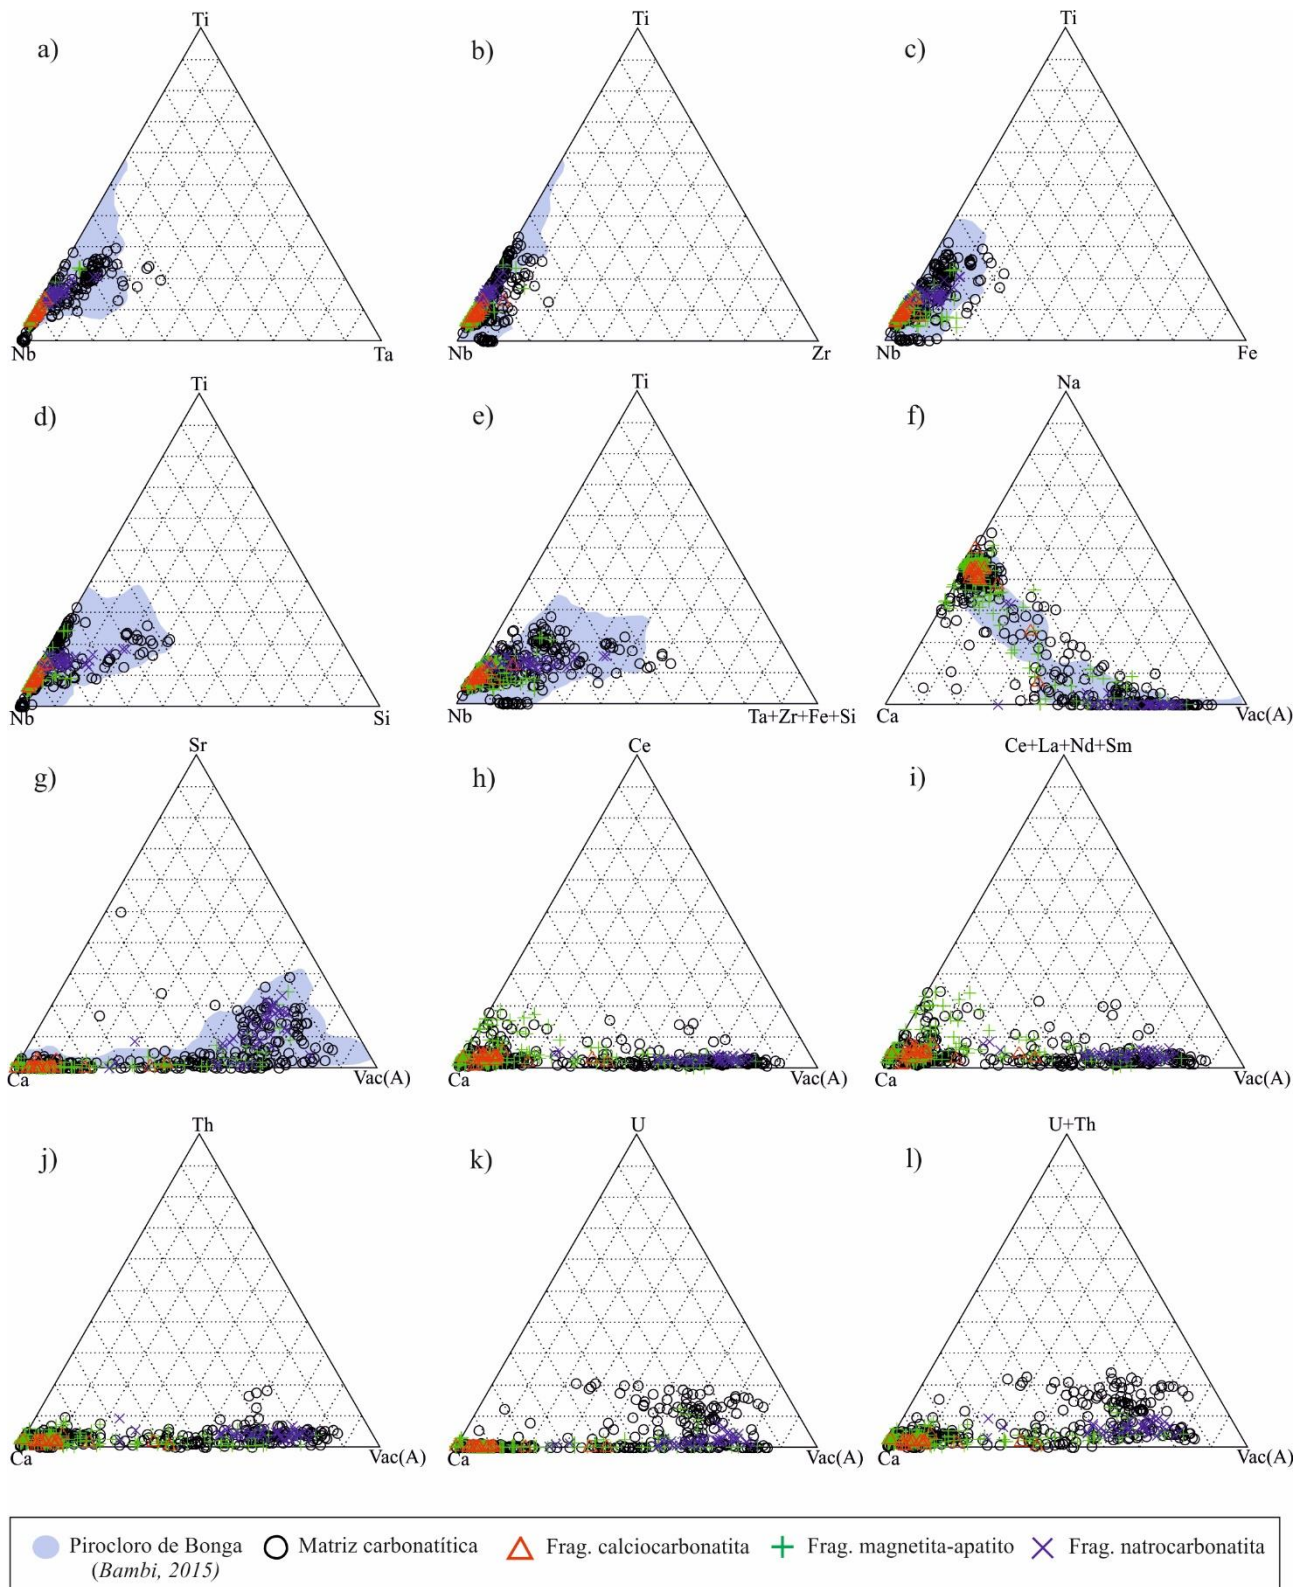 Ti Ti Ti
a) b) c)
Nb Ta Nb Zr Nb Fe
Ti Ti Na
d) e) f)
Nb Si Nb Ta+Zr+Fe+Si Ca Vac(A)
Sr Ce Ce+La+Nd+Sm
g) h) i)
Ca Vac(A) Ca Vac(A) Ca Vac(A)
Th U U+Th
j) k) l)
Ca Vac(A) Ca Vac(A) Ca Vac(A)
Pirocloro de Bonga Matriz carbonatítica Frag. calciocarbonatita Frag. magnetita-apatito Frag. natrocarbonatita
(Bambi, 2015)